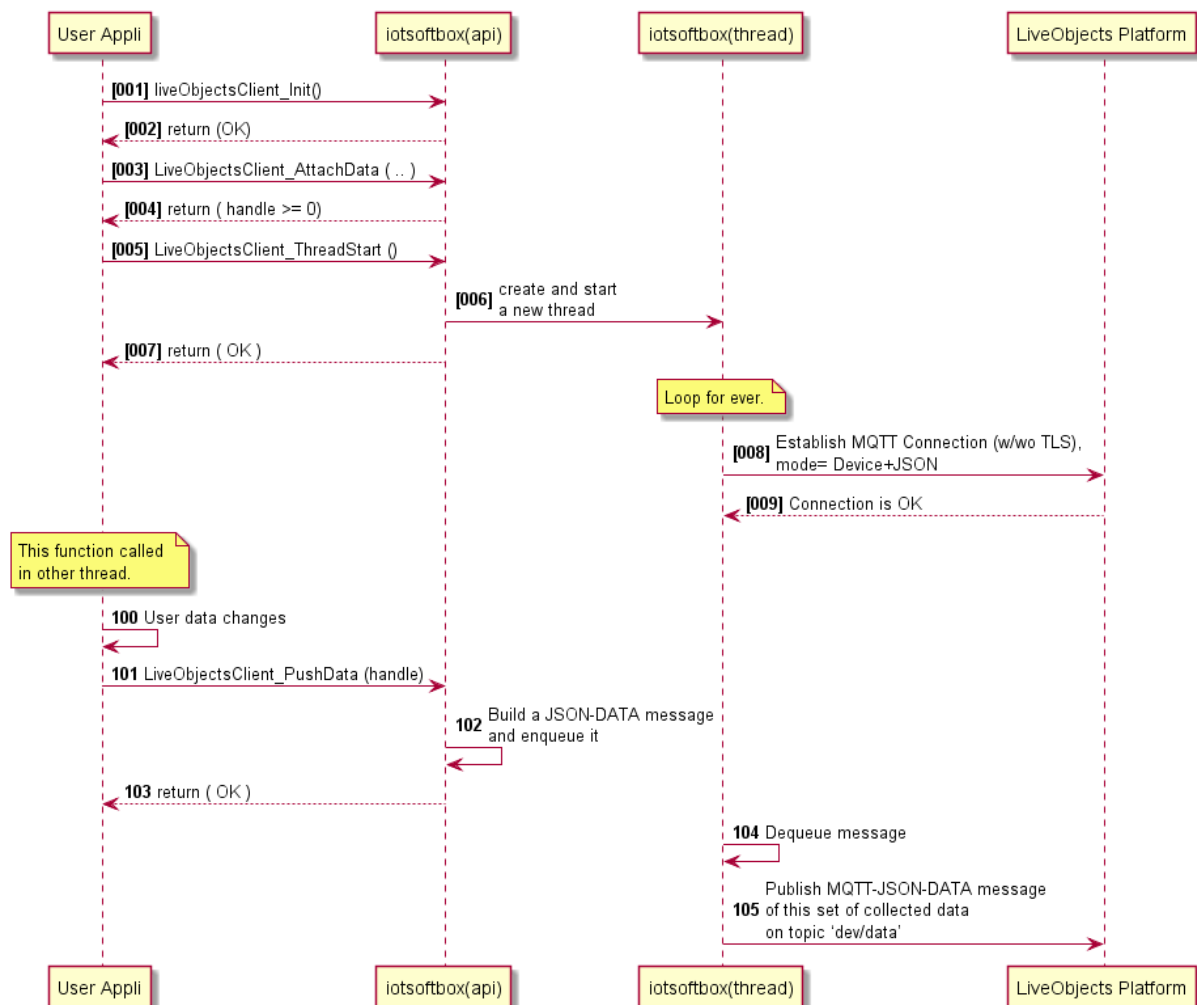 User Appli
iotsoftbox(api)
iotsoftbox(thread)
LiveObjects Platform
[001] liveObjectsClient_Init()
[002] return (OK)
[003] LiveObjectsClient_AttachData ( .. )
[004] return ( handle >= 0)
[005] LiveObjectsClient_ThreadStart ()
[006] create and start
a new thread
[007] return ( OK )
Loop for ever.
[008] Establish MQTT Connection (w/wo TLS),
mode= Device+JSON
[009] Connection is OK
This function called
in other thread.
100 User data changes
101 LiveObjectsClient_PushData (handle)
102 Build a JSON-DATA message
and enqueue it
103 return ( OK )
104 Dequeue message
Publish MQTT-JSON-DATA message
105 of this set of collected data
on topic ‘dev/data’
User Appli
iotsoftbox(api)
iotsoftbox(thread)
LiveObjects Platform